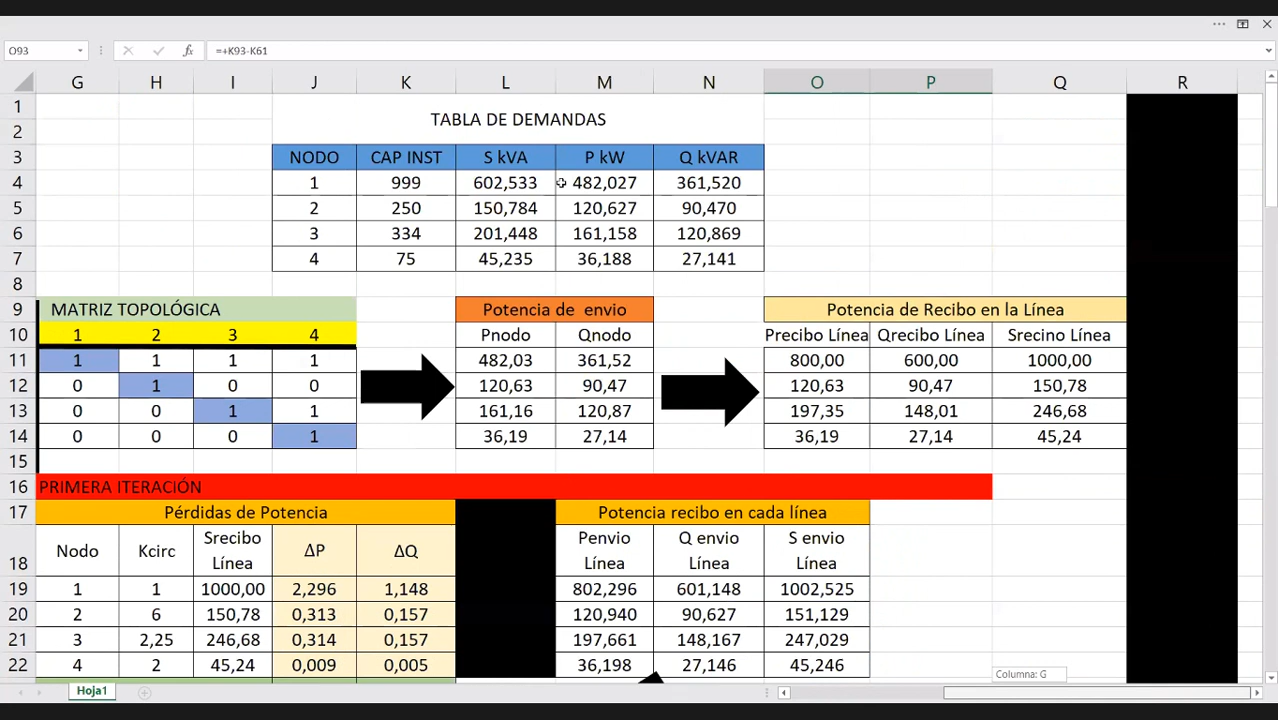 O93 fx =+K93-K61
G H I J K L M N O P Q R
1 TABLA DE DEMANDAS
2
3 NODO CAP INST S kVA P kW Q kVAR
4 1 999 602,533 482,027 361,520
5 2 250 150,784 120,627 90,470
6 3 334 201,448 161,158 120,869
7 4 75 45,235 36,188 27,141
8
9 MATRIZ TOPOLÓGICA Potencia de envio Potencia de Recibo en la Línea
10 1 2 3 4 Pnodo Qnodo Precibo Línea Qrecibo Línea Srecino Línea
11 1 1 1 1 482,03 361,52 800,00 600,00 1000,00
12 0 1 0 0 120,63 90,47 120,63 90,47 150,78
13 0 0 1 1 161,16 120,87 197,35 148,01 246,68
14 0 0 0 1 36,19 27,14 36,19 27,14 45,24
15
16 PRIMERA ITERACIÓN
17 Pérdidas de Potencia Potencia recibo en cada línea
18 Nodo Kcirc Srecibo Línea ΔP ΔQ Penvio Línea Q envio Línea S envio Línea
19 1 1 1000,00 2,296 1,148 802,296 601,148 1002,525
20 2 6 150,78 0,313 0,157 120,940 90,627 151,129
21 3 2,25 246,68 0,314 0,157 197,661 148,167 247,029
22 4 2 45,24 0,009 0,005 36,198 27,146 45,246
Columna: G
Hoja1